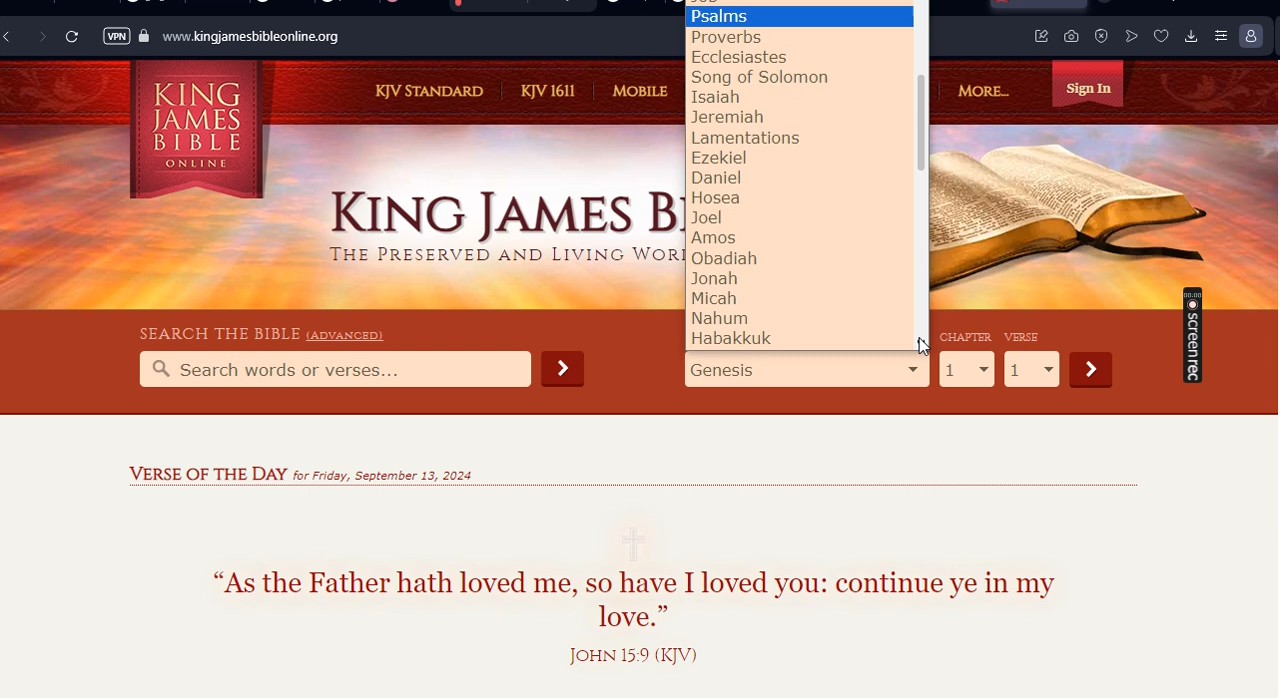 Psalms
VPN
www.kingjamesbibleonline.org
Proverbs
Ecclesiastes
Song of Solomon
Isaiah
Jeremiah
Lamentations
Ezekiel
Daniel
Hosea
Joel
Amos
Obadiah
Jonah
Micah
Nahum
Habakkuk
KING
JAMES
BIBLE
ONLINE
KJV STANDARD
KJV 1611
MOBILE
MORE...
Sign In
KING JAMES
THE PRESERVED AND LIVING
SEARCH THE BIBLE (ADVANCED)
Search words or verses...
Genesis
CHAPTER
VERSE
1
1
00:00
screen rec
VERSE OF THE DAY for Friday, September 13, 2024
“As the Father hath loved me, so have I loved you: continue ye in my
love.”
JOHN 15:9 (KJV)